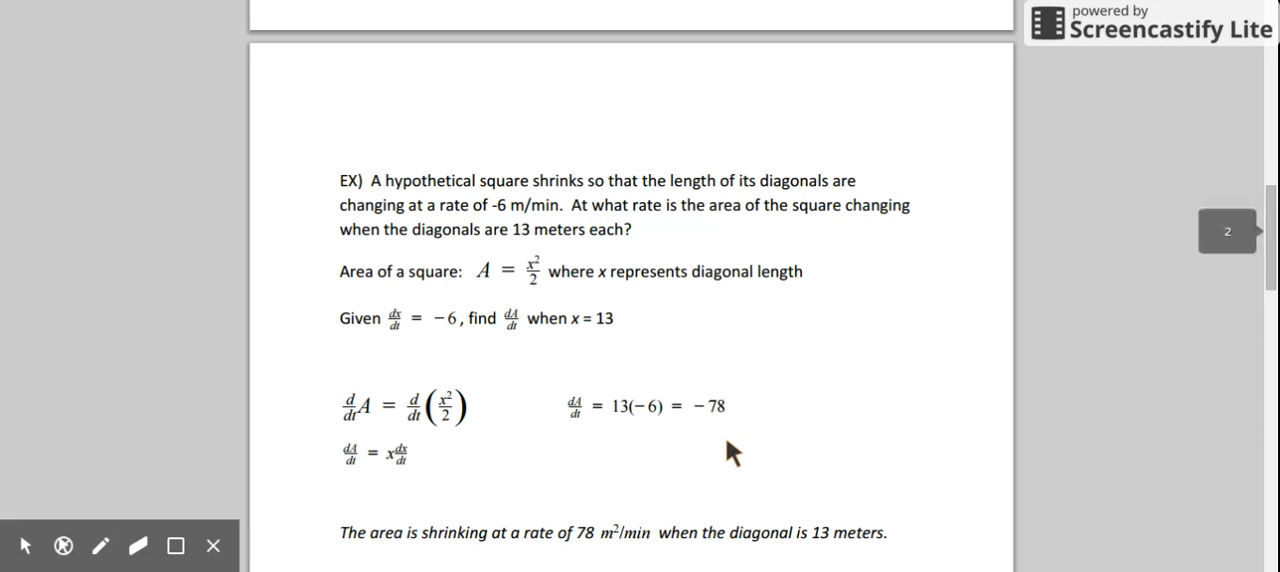 powered by
Screencastify Lite
EX) A hypothetical square shrinks so that the length of its diagonals are
changing at a rate of -6 m/min. At what rate is the area of the square changing
when the diagonals are 13 meters each?
Area of a square: A = x²/2 where x represents diagonal length
Given dx/dt = −6, find dA/dt when x = 13
d/dt A = d/dt (x²/2) dA/dt = 13(−6) = −78
dA/dt = x dx/dt
The area is shrinking at a rate of 78 m²/min when the diagonal is 13 meters.
2